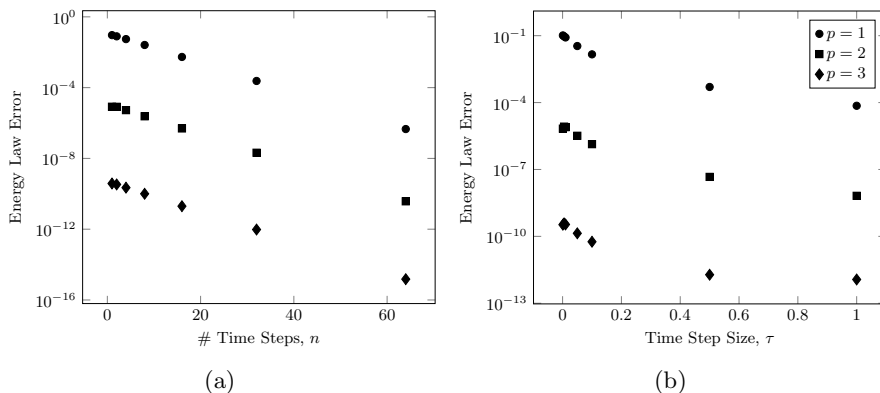 10^0
10^−4
10^−8
10^−12
10^−16
Energy Law Error
0 20 40 60
# Time Steps, n
(a)
10^−1
10^−4
10^−7
10^−10
10^−13
Energy Law Error
0 0.2 0.4 0.6 0.8 1
Time Step Size, τ
p = 1
p = 2
p = 3
(b)